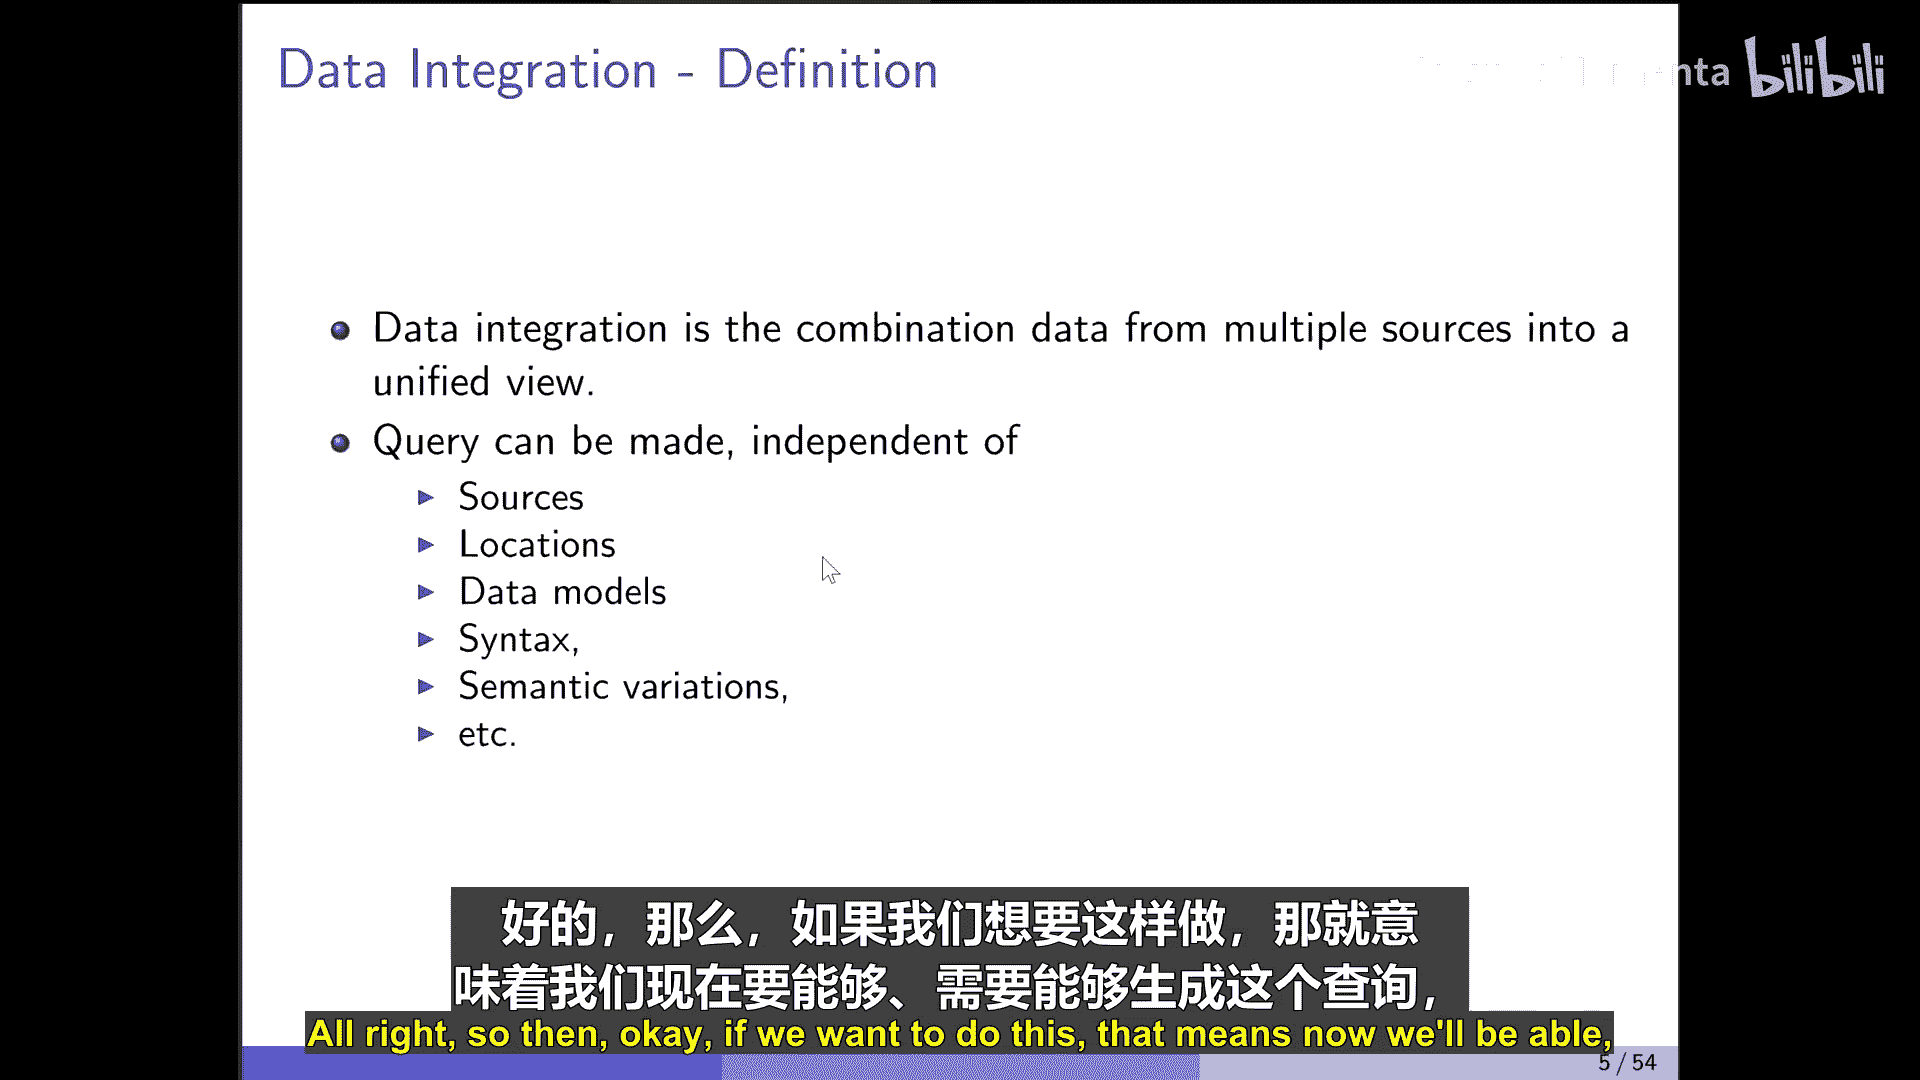 Data Integration - Definition
nta bilibili
Data integration is the combination data from multiple sources into a
unified view.
Query can be made, independent of
Sources
Locations
Data models
Syntax,
Semantic variations,
etc.
好的，那么，如果我们想要这样做，那就意
味着我们现在要能够、需要能够生成这个查询，
All right, so then, okay, if we want to do this, that means now we'll be able,
5 / 54